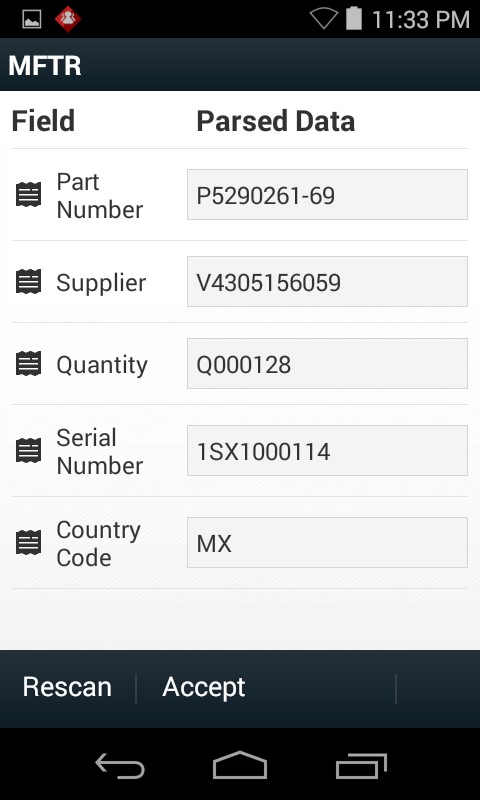 11:33 PM
MFTR
Field Parsed Data
Part
Number
P5290261-69
Supplier V4305156059
Quantity Q000128
Serial
Number
1SX1000114
Country
Code
MX
Rescan Accept